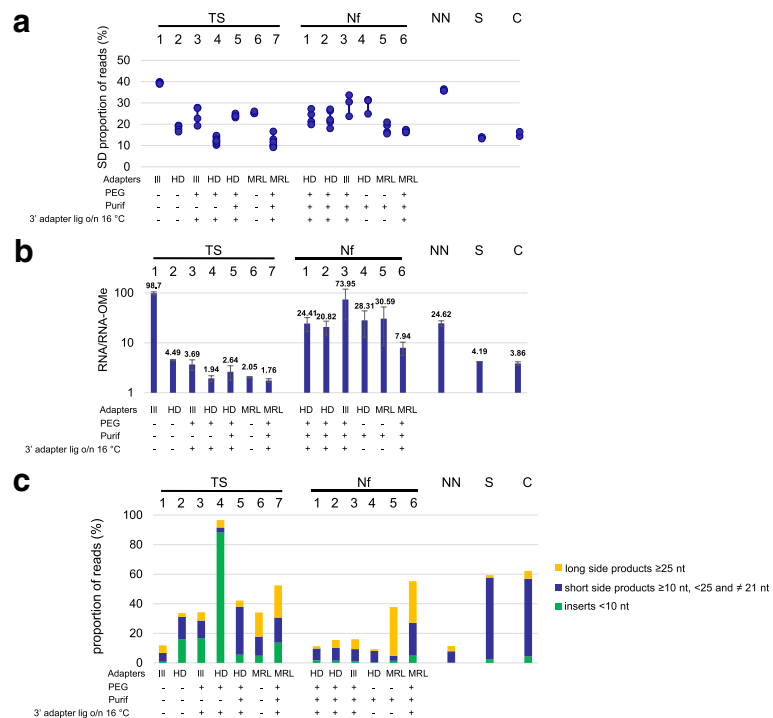 a
TS Nf NN S C
1 2 3 4 5 6 7 1 2 3 4 5 6
SD proportion of reads (%)
50
40
30
20
10
0
Adapters Ill HD Ill HD HD MRL MRL HD HD Ill HD MRL MRL
PEG - - + + + - + + + + - - +
Purif - - - - + - + + + + + + +
3' adapter lig o/n 16 °C - - + + + - + + + + - - +
b
TS Nf NN S C
1 2 3 4 5 6 7 1 2 3 4 5 6
RNA/RNA-OMe
100
10
1
98.7 4.49 3.69 1.94 2.64 2.05 1.76 24.41 20.82 73.95 28.31 30.59 7.94 24.62 4.19 3.86
Adapters Ill HD Ill HD HD MRL MRL HD HD Ill HD MRL MRL
PEG - - + + + - + + + + - - +
Purif - - - - + - + + + + + + +
3' adapter lig o/n 16 °C - - + + + - + + + + - - +
c
TS Nf NN S C
1 2 3 4 5 6 7 1 2 3 4 5 6
proportion of reads (%)
100
80
60
40
20
0
long side products ≥25 nt
short side products ≥10 nt, <25 and ≠ 21 nt
inserts <10 nt
Adapters Ill HD Ill HD HD MRL MRL HD HD Ill HD MRL MRL
PEG - - + + + - + + + + - - +
Purif - - - - + - + + + + + + +
3' adapter lig o/n 16 °C - - + + + - + + + + - - +